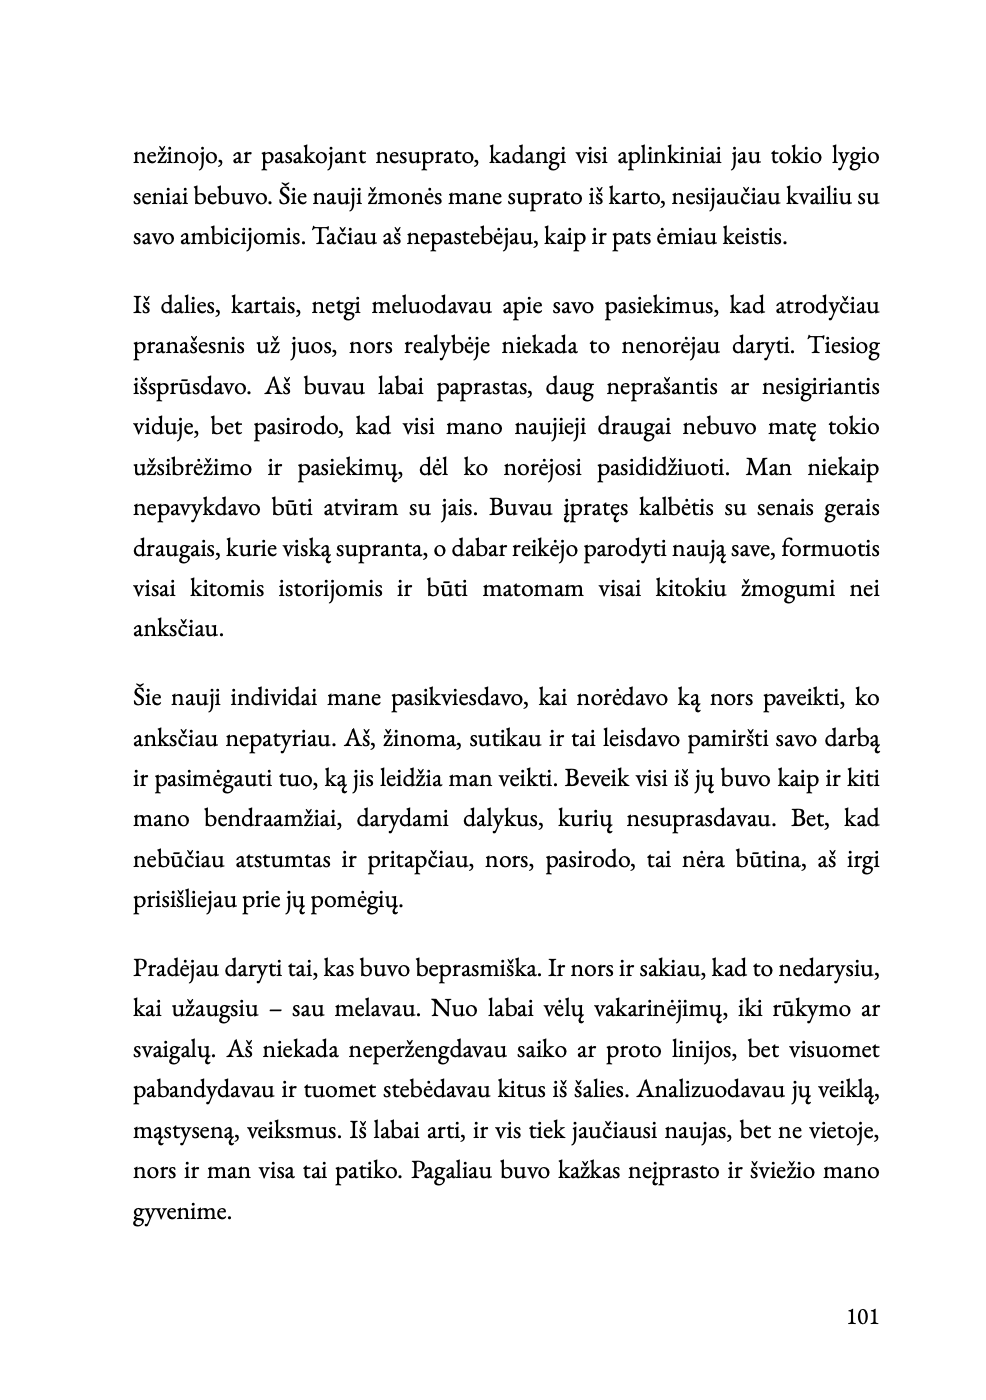 nežinojo, ar pasakojant nesuprato, kadangi visi aplinkiniai jau tokio lygio
seniai bebuvo. Šie nauji žmonės mane suprato iš karto, nesijaučiau kvailiu su
savo ambicijomis. Tačiau aš nepastebėjau, kaip ir pats ėmiau keistis.
Iš dalies, kartais, netgi meluodavau apie savo pasiekimus, kad atrodyčiau
pranašesnis už juos, nors realybėje niekada to nenorėjau daryti. Tiesiog
išsprūsdavo. Aš buvau labai paprastas, daug neprašantis ar nesigiriantis
viduje, bet pasirodo, kad visi mano naujieji draugai nebuvo matę tokio
užsibrėžimo ir pasiekimų, dėl ko norėjosi pasididžiuoti. Man niekaip
nepavykdavo būti atviram su jais. Buvau įpratęs kalbėtis su senais gerais
draugais, kurie viską supranta, o dabar reikėjo parodyti naują save, formuotis
visai kitomis istorijomis ir būti matomam visai kitokiu žmogumi nei
anksčiau.
Šie nauji individai mane pasikviesdavo, kai norėdavo ką nors paveikti, ko
anksčiau nepatyriau. Aš, žinoma, sutikau ir tai leisdavo pamiršti savo darbą
ir pasimėgauti tuo, ką jis leidžia man veikti. Beveik visi iš jų buvo kaip ir kiti
mano bendraamžiai, darydami dalykus, kurių nesuprasdavau. Bet, kad
nebūčiau atstumtas ir pritapčiau, nors, pasirodo, tai nėra būtina, aš irgi
prisišliejau prie jų pomėgių.
Pradėjau daryti tai, kas buvo beprasmiška. Ir nors ir sakiau, kad to nedarysiu,
kai užaugsiu – sau melavau. Nuo labai vėlų vakarinėjimų, iki rūkymo ar
svaigalų. Aš niekada neperžengdavau saiko ar proto linijos, bet visuomet
pabandydavau ir tuomet stebėdavau kitus iš šalies. Analizuodavau jų veiklą,
mąstyseną, veiksmus. Iš labai arti, ir vis tiek jaučiausi naujas, bet ne vietoje,
nors ir man visa tai patiko. Pagaliau buvo kažkas neįprasto ir šviežio mano
gyvenime.
101